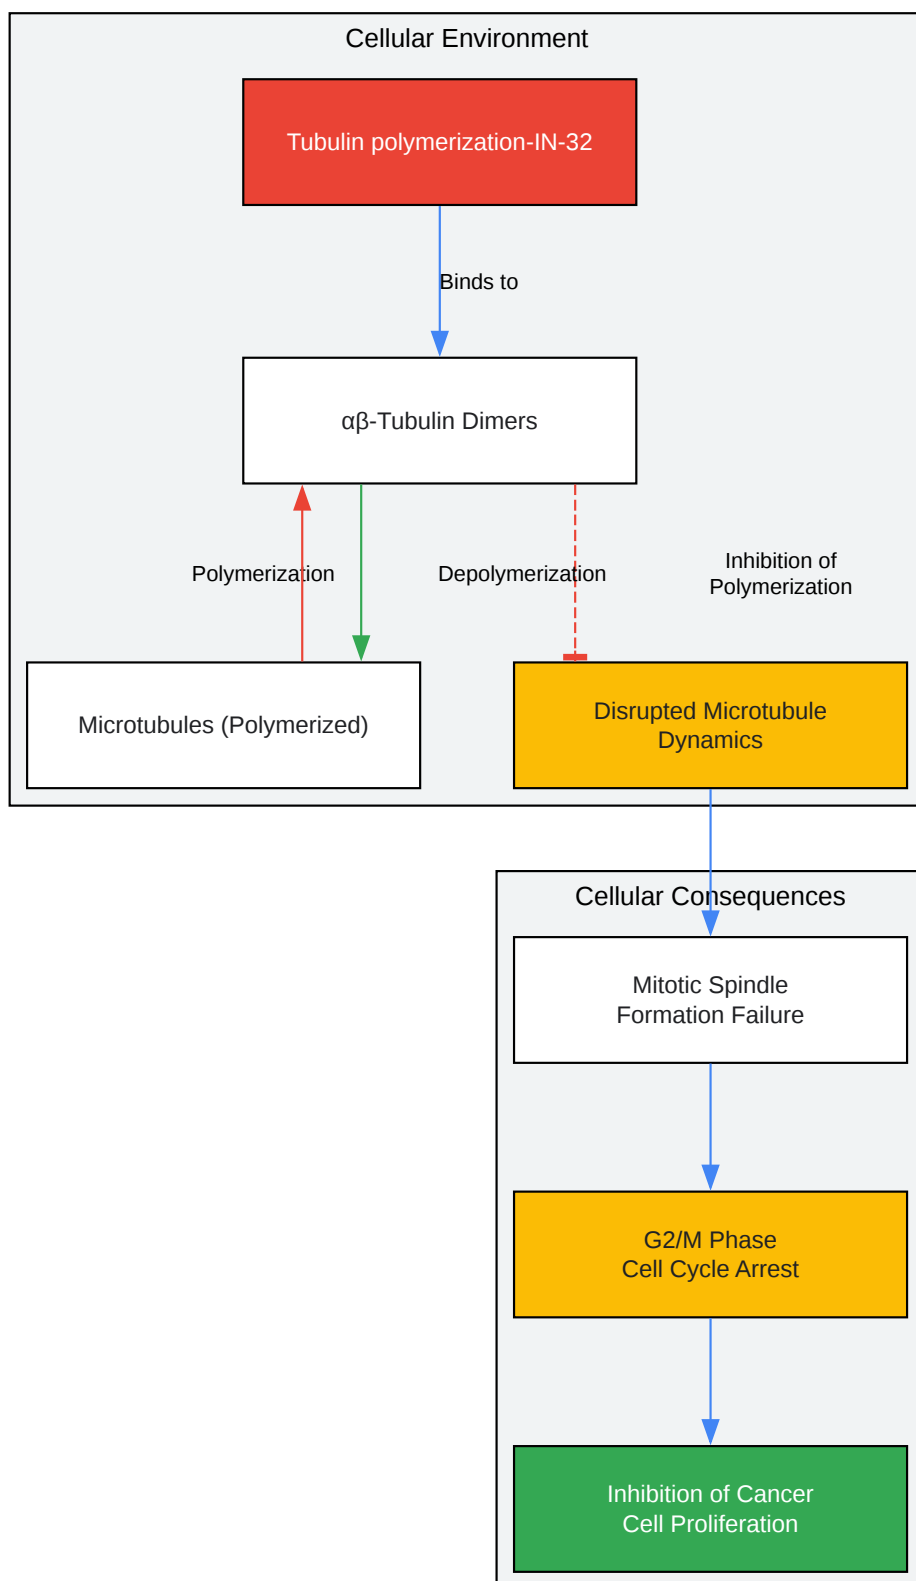 Cellular Environment
Tubulin polymerization-IN-32
Binds to
αβ-Tubulin Dimers
Polymerization
Depolymerization
Inhibition of
Polymerization
Microtubules (Polymerized)
Disrupted Microtubule
Dynamics
Cellular Consequences
Mitotic Spindle
Formation Failure
G2/M Phase
Cell Cycle Arrest
Inhibition of Cancer
Cell Proliferation